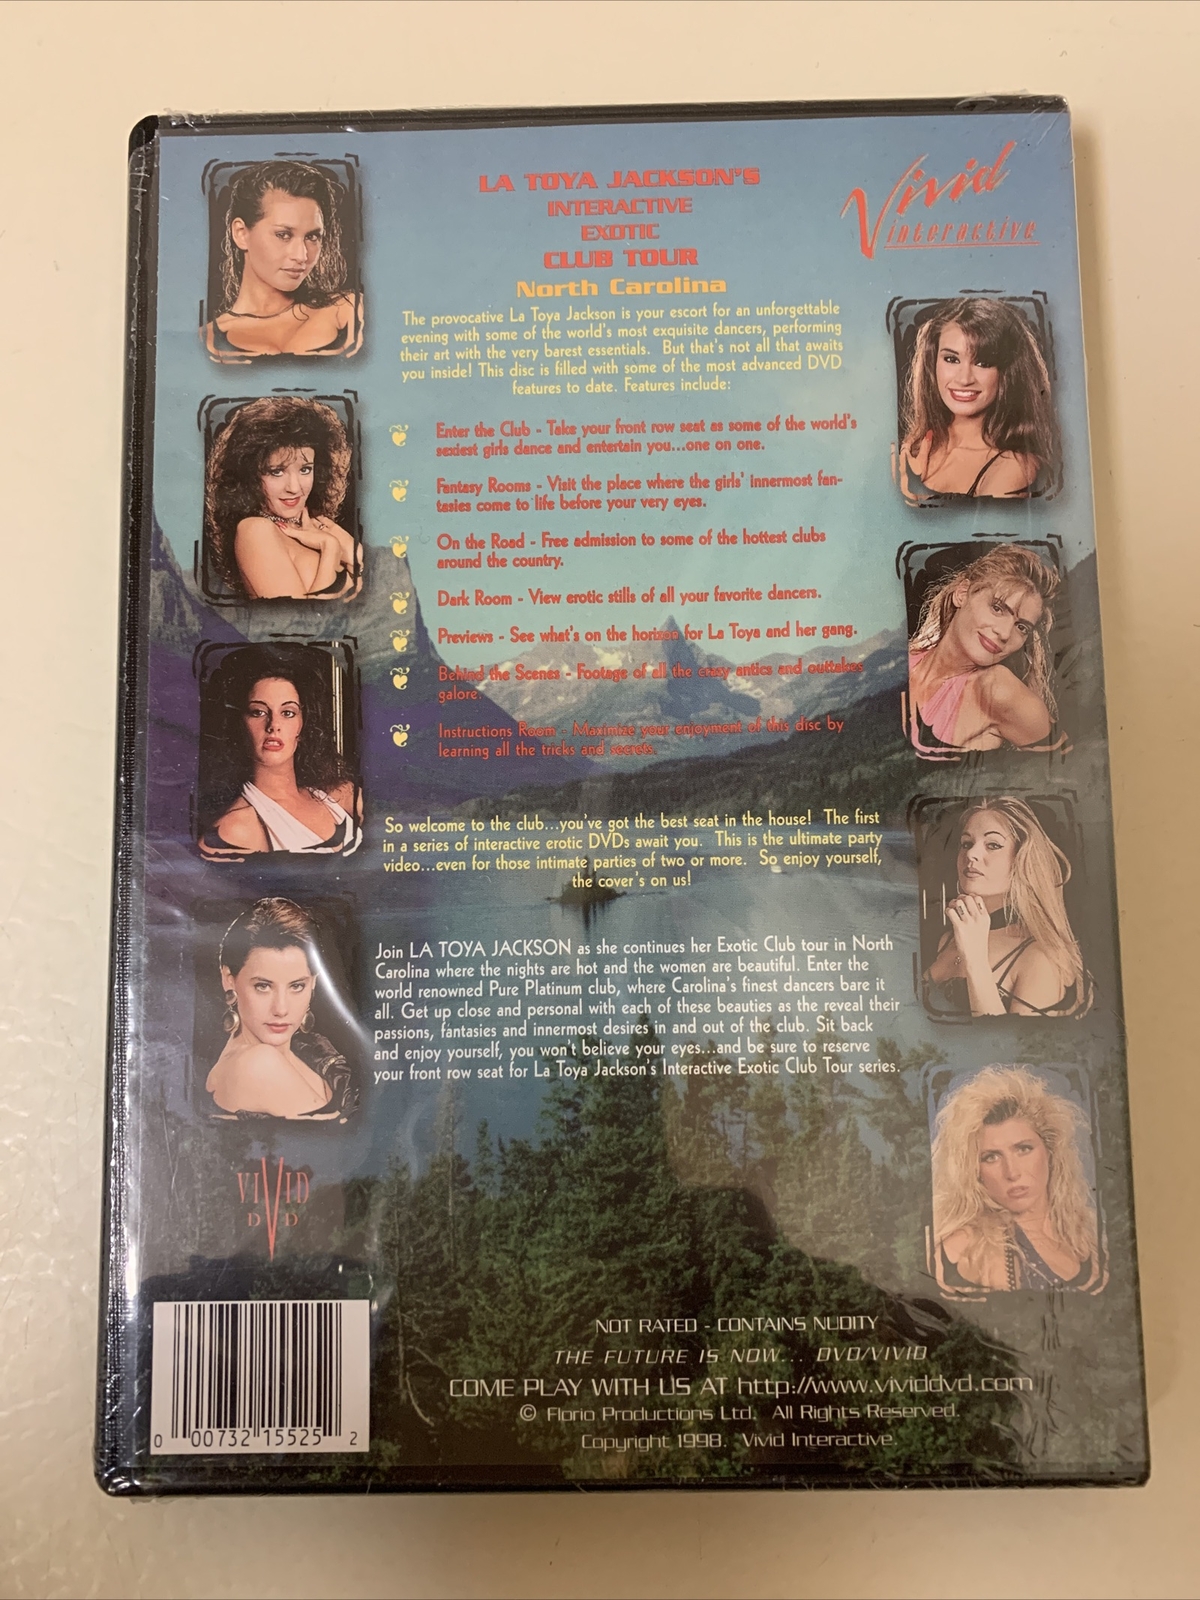 LA TOYA JACKSON'S
INTERACTIVE
EXOTIC
CLUB TOUR
North Carolina
Vivid
interactive
The provocative La Toya Jackson is your escort for an unforgettable
evening with some of the world's most exquisite dancers, performing
their art with the very barest essentials. But that's not all that awaits
you inside! This disc is filled with some of the most advanced DVD
features to date. Features include:
Enter the Club - Take your front row seat as some of the world's
sexiest girls dance and entertain you...one on one.
Fantasy Rooms - Visit the place where the girls' innermost fan-
tasies come to life before your very eyes.
On the Road - Free admission to some of the hottest clubs
around the country.
Dark Room - View erotic stills of all your favorite dancers.
Previews - See what's on the horizon for La Toya and her gang.
Behind the Scenes - Footage of all the crazy antics and outtakes
galore.
Instructions Room - Maximize your enjoyment of this disc by
learning all the tricks and secrets.
So welcome to the club...you've got the best seat in the house! The first
in a series of interactive erotic DVDs await you. This is the ultimate party
video...even for those intimate parties of two or more. So enjoy yourself,
the cover's on us!
Join LA TOYA JACKSON as she continues her Exotic Club tour in North
Carolina where the nights are hot and the women are beautiful. Enter the
world renowned Pure Platinum club, where Carolina's finest dancers bare it
all. Get up close and personal with each of these beauties as the reveal their
passions, fantasies and innermost desires in and out of the club. Sit back
and enjoy yourself, you won't believe your eyes...and be sure to reserve
your front row seat for La Toya Jackson's Interactive Exotic Club Tour series.
VIVID
DVD
NOT RATED - CONTAINS NUDITY
THE FUTURE IS NOW... DVD/VIVID
COME PLAY WITH US AT http://www.vividdvd.com
© Florio Productions Ltd. All Rights Reserved.
Copyright 1998. Vivid Interactive.
0 00732 15525 2